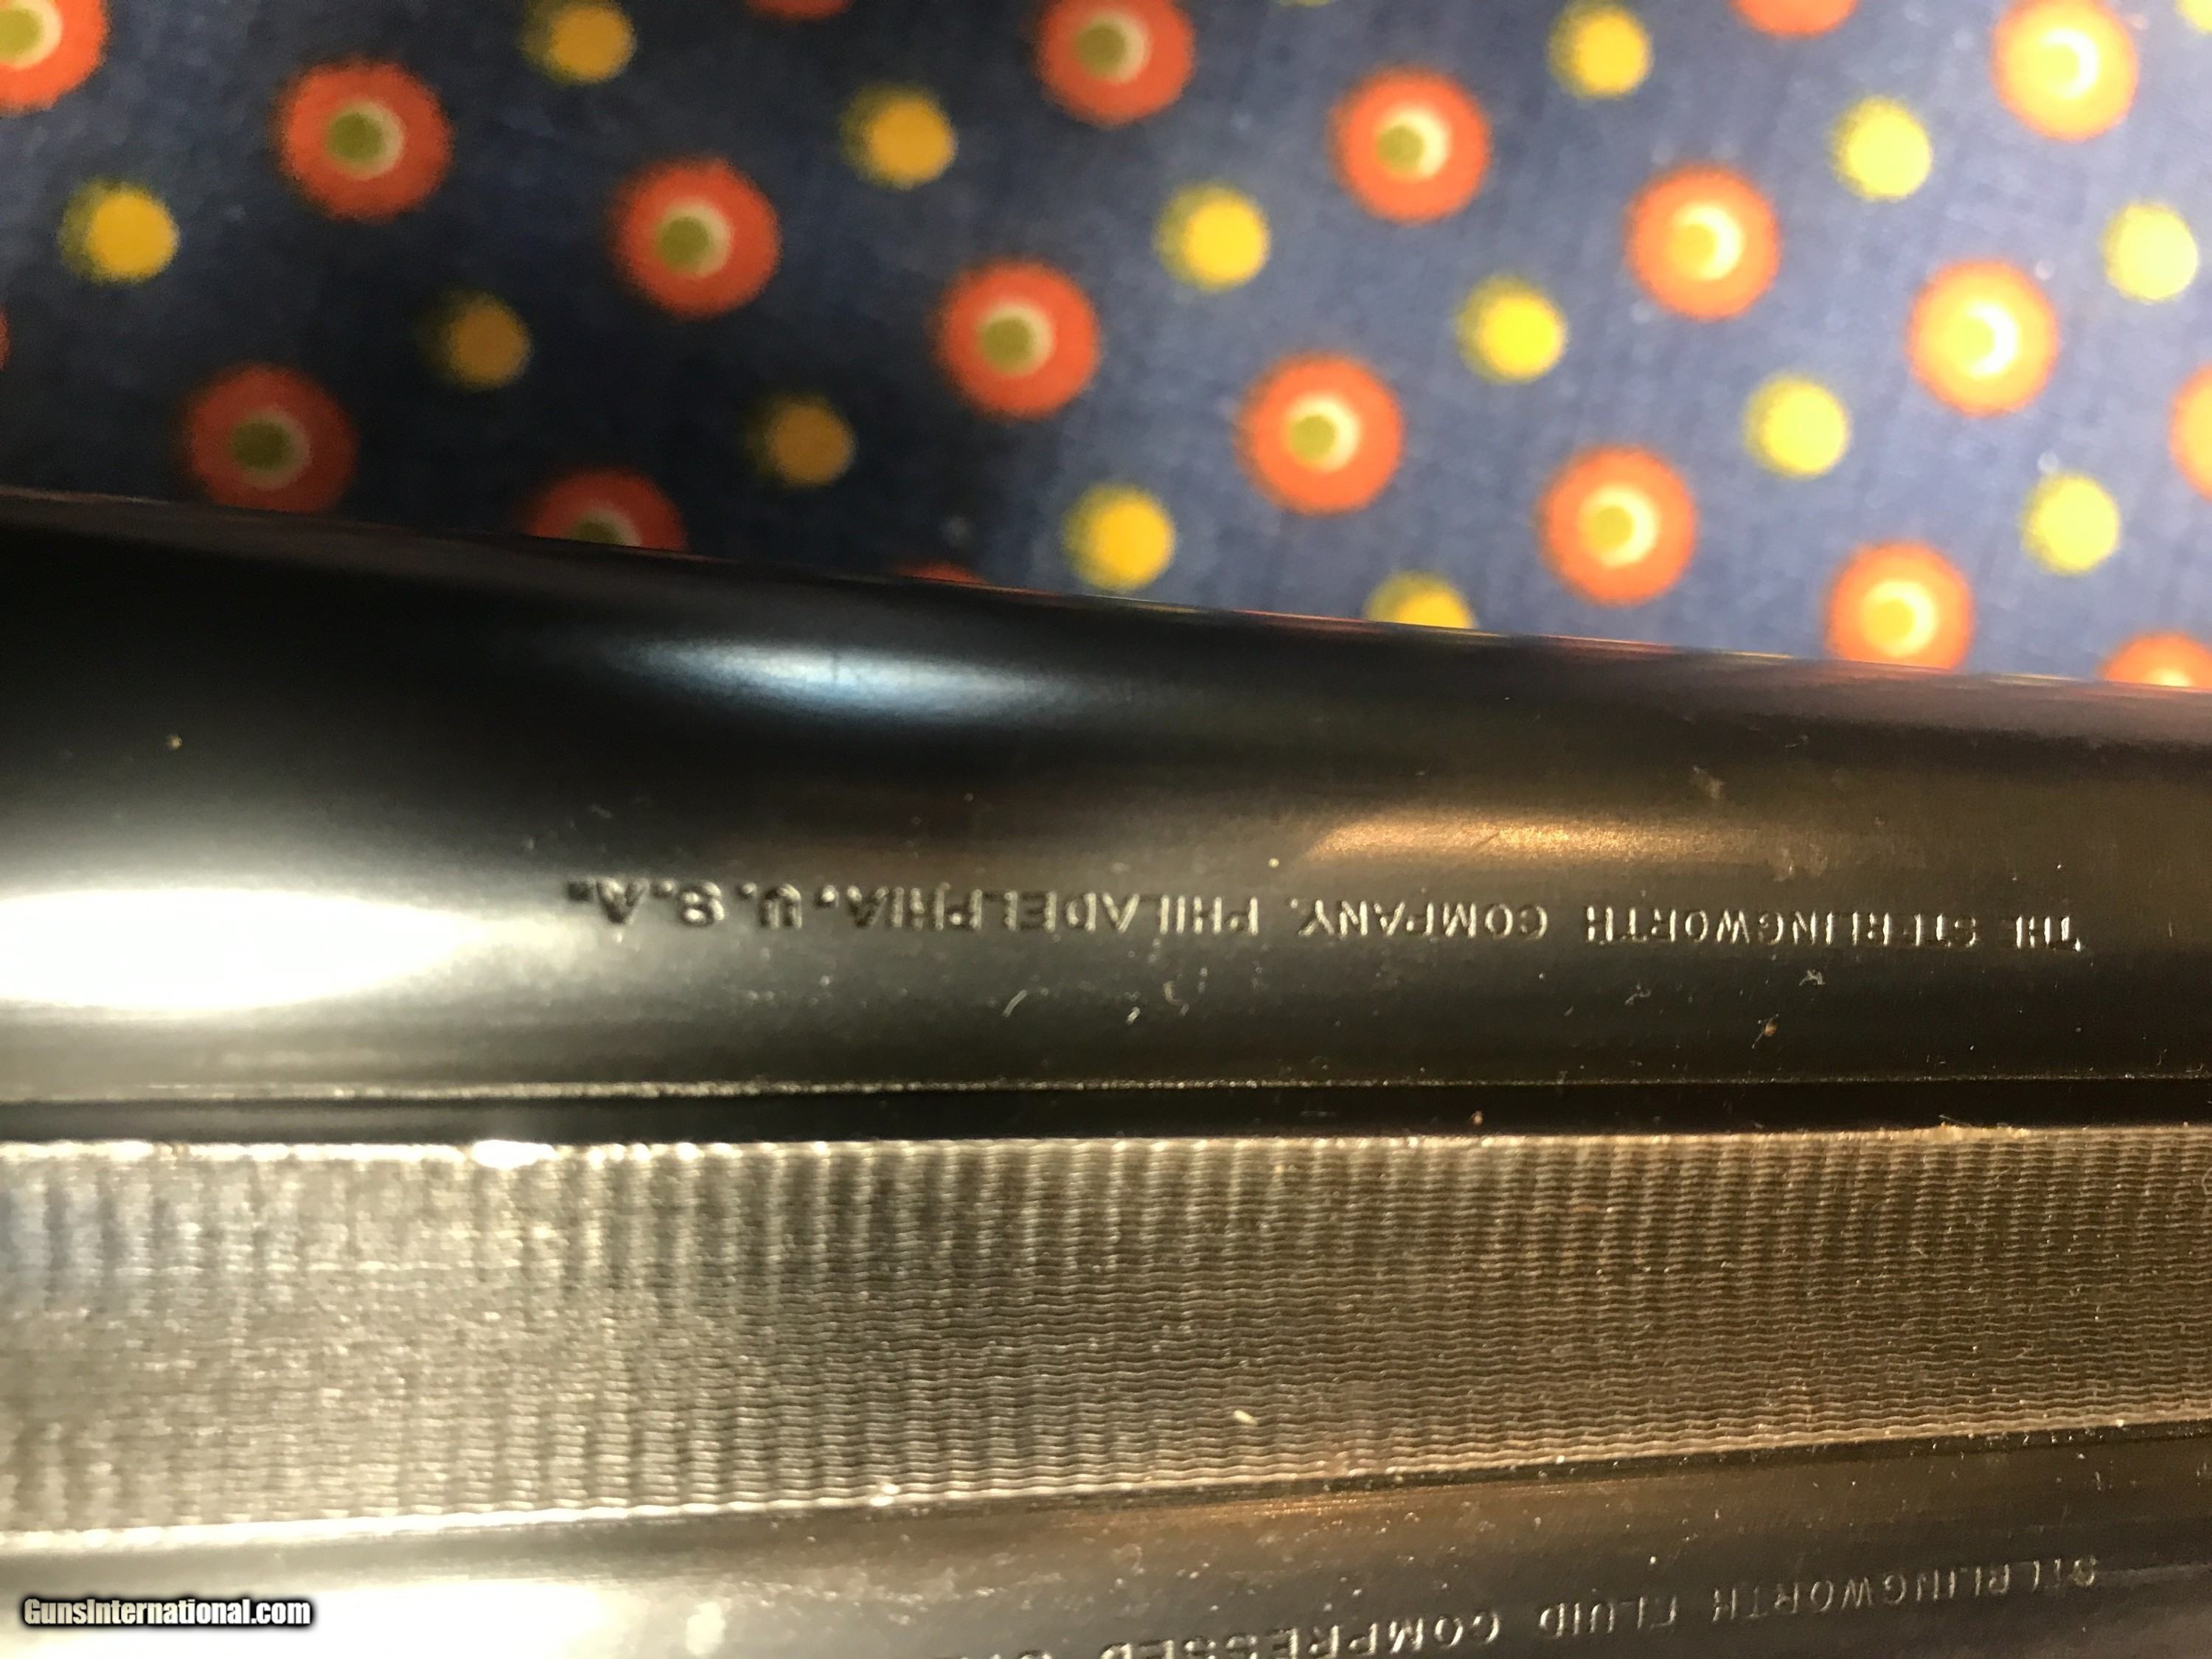 THE STERLINGWORTH COMPANY. PHILADELPHIA. U.S.A.
STERLINGWORTH FLUID COMPRESSED
GunsInternational.com